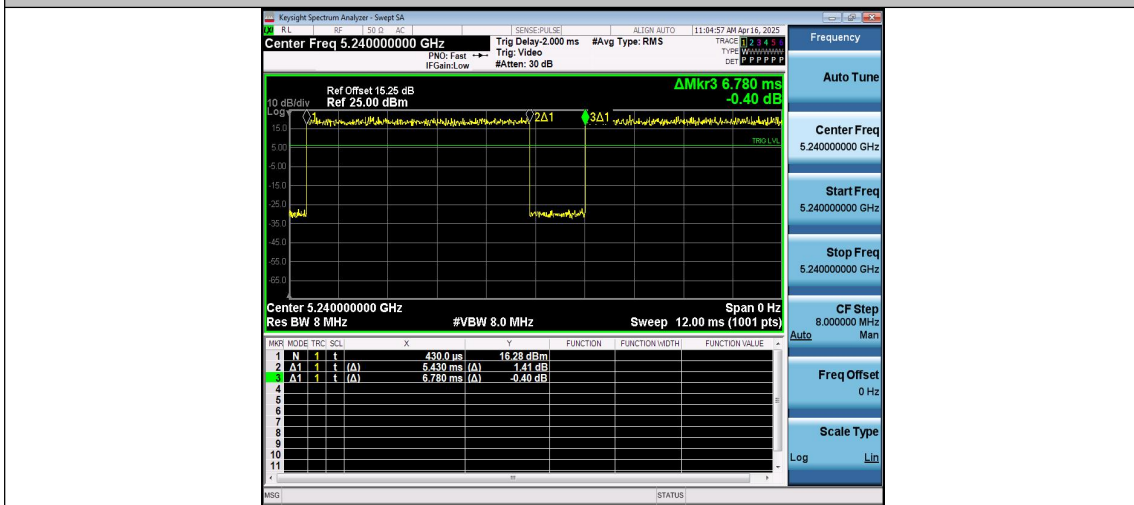 Keysight Spectrum Analyzer - Swept SA
RL RF 50 Ω AC SENSE:PULSE ALIGN AUTO 11:04:57 AM Apr 16, 2025
Center Freq 5.240000000 GHz Trig Delay-2.000 ms #Avg Type: RMS TRACE 1 2 3 4 5 6
PNO: Fast Trig: Video TYPE
IFGain:Low #Atten: 30 dB DET P P P P P P
Frequency
ΔMkr3 6.780 ms
-0.40 dB
Ref Offset 15.25 dB
10 dB/div Ref 25.00 dBm
Log
1 2Δ1 3Δ1
15.0
TRIG LVL
5.00
-5.00
-15.0
-25.0
-35.0
-45.0
-55.0
-65.0
Center 5.240000000 GHz Span 0 Hz
Res BW 8 MHz #VBW 8.0 MHz Sweep 12.00 ms (1001 pts)
MKR MODE TRC SCL X Y FUNCTION FUNCTION WIDTH FUNCTION VALUE
1 N 1 t 430.0 µs 16.28 dBm
2 Δ1 1 t (Δ) 5.430 ms (Δ) 1.41 dB
3 Δ1 1 t (Δ) 6.780 ms (Δ) -0.40 dB
4
5
6
7
8
9
10
11
MSG STATUS
Auto Tune
Center Freq
5.240000000 GHz
Start Freq
5.240000000 GHz
Stop Freq
5.240000000 GHz
CF Step
8.000000 MHz
Auto Man
Freq Offset
0 Hz
Scale Type
Log Lin